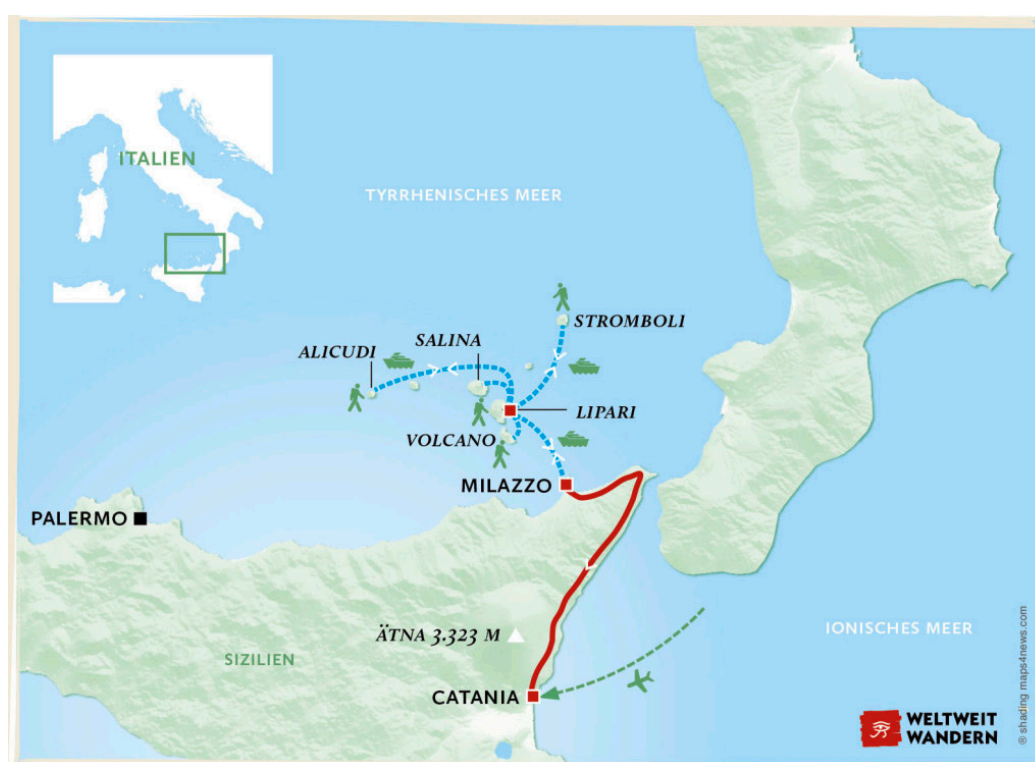 ITALIEN
TYRRHENISCHES MEER
STROMBOLI
SALINA
ALICUDI
LIPARI
VOLCANO
MILAZZO
PALERMO
ÄTNA 3.323 M
IONISCHES MEER
SIZILIEN
CATANIA
WELTWEIT
WANDERN
© shading maps4news.com